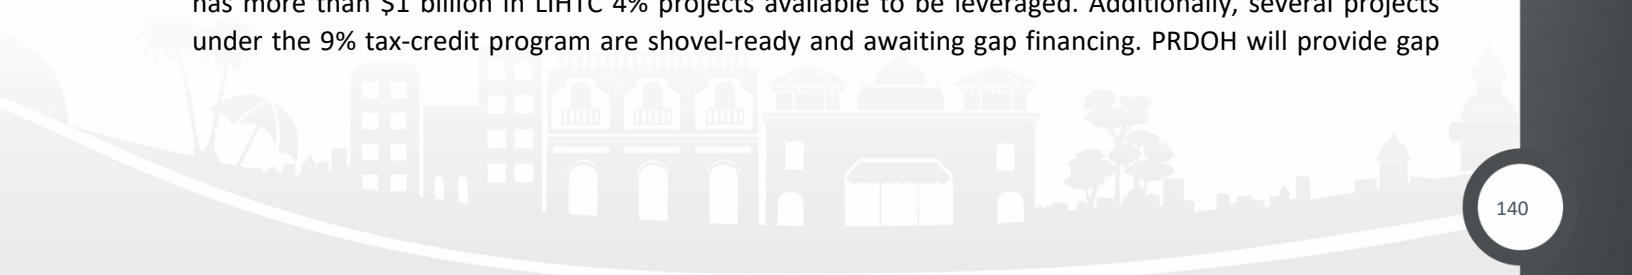 has more than $1 billion in LIHTC 4% projects available to be leveraged. Additionally, several projects
under the 9% tax-credit program are shovel-ready and awaiting gap financing. PRDOH will provide gap
140